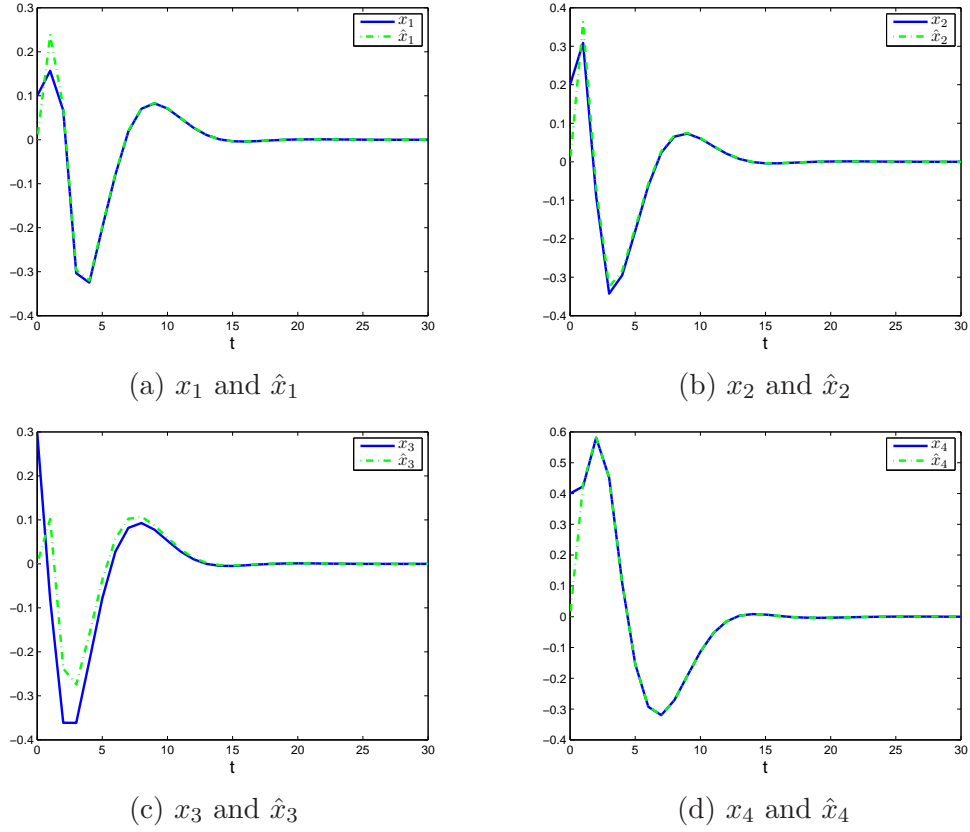 0.3
0.2
0.1
0
−0.1
−0.2
−0.3
−0.4
0 5 10 15 20 25 30
t
x₁
x̂₁
(a) x₁ and x̂₁
0.4
0.3
0.2
0.1
0
−0.1
−0.2
−0.3
−0.4
0 5 10 15 20 25 30
t
x₂
x̂₂
(b) x₂ and x̂₂
0.3
0.2
0.1
0
−0.1
−0.2
−0.3
−0.4
0 5 10 15 20 25 30
t
x₃
x̂₃
(c) x₃ and x̂₃
0.6
0.5
0.4
0.3
0.2
0.1
0
−0.1
−0.2
−0.3
−0.4
0 5 10 15 20 25 30
t
x₄
x̂₄
(d) x₄ and x̂₄